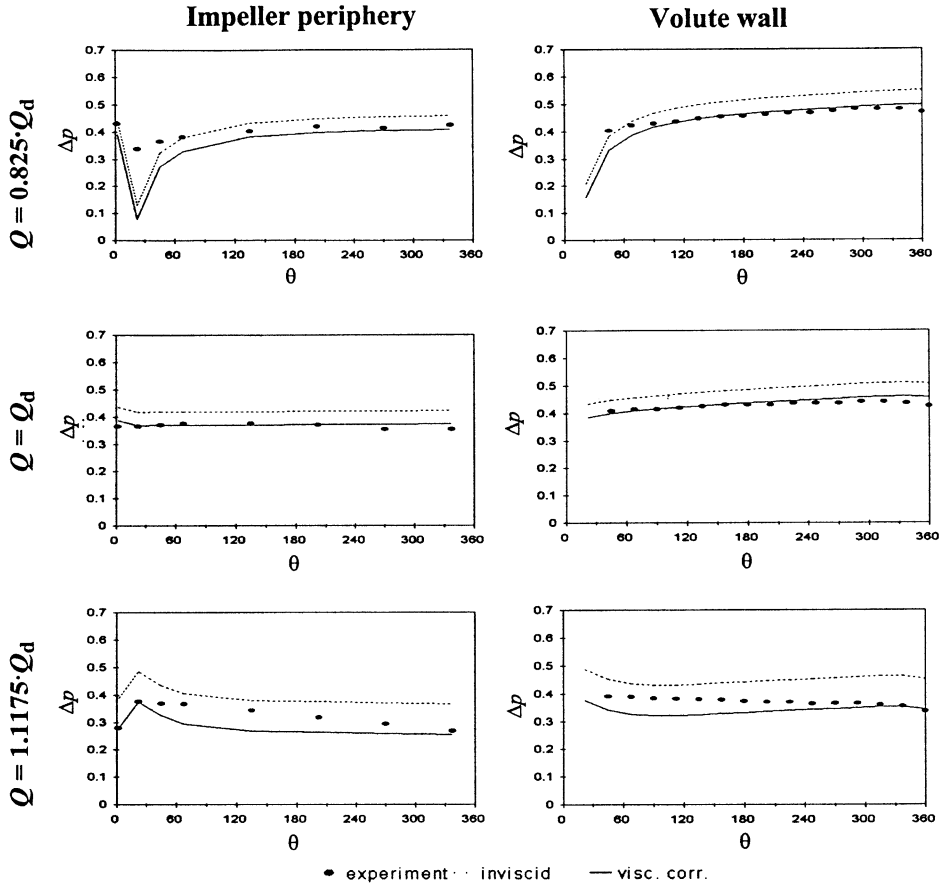 Impeller periphery
Volute wall
Q = 0.825·Qd
Δp
0.7
0.6
0.5
0.4
0.3
0.2
0.1
0
0 60 120 180 240 300 360
θ
Δp
0.7
0.6
0.5
0.4
0.3
0.2
0.1
0
0 60 120 180 240 300 360
θ
Q = Qd
Δp
0.7
0.6
0.5
0.4
0.3
0.2
0.1
0
0 60 120 180 240 300 360
θ
Δp
0.7
0.6
0.5
0.4
0.3
0.2
0.1
0
0 60 120 180 240 300 360
θ
Q = 1.1175·Qd
Δp
0.7
0.6
0.5
0.4
0.3
0.2
0.1
0
0 60 120 180 240 300 360
θ
Δp
0.7
0.6
0.5
0.4
0.3
0.2
0.1
0
0 60 120 180 240 300 360
θ
experiment inviscid visc. corr.